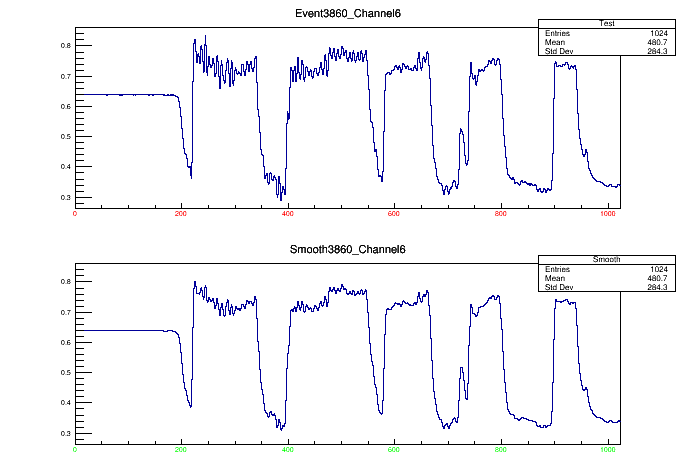 Event3860_Channel6
Test
Entries 1024
Mean 480.7
Std Dev 284.3
0.8
0.7
0.6
0.5
0.4
0.3
0 200 400 600 800 1000
Smooth3860_Channel6
Smooth
Entries 1024
Mean 480.7
Std Dev 284.3
0.8
0.7
0.6
0.5
0.4
0.3
0 200 400 600 800 1000